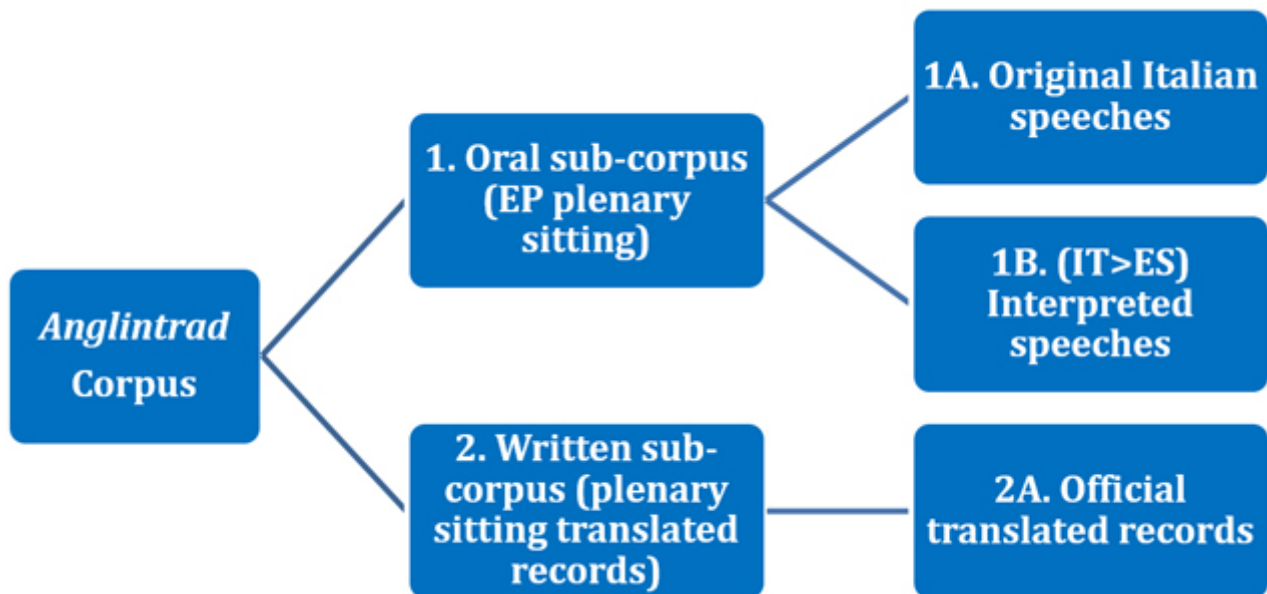 Anglintrad
Corpus
1. Oral sub-corpus
(EP plenary
sitting)
2. Written sub-
corpus (plenary
sitting translated
records)
1A. Original Italian
speeches
1B. (IT>ES)
Interpreted
speeches
2A. Official
translated records